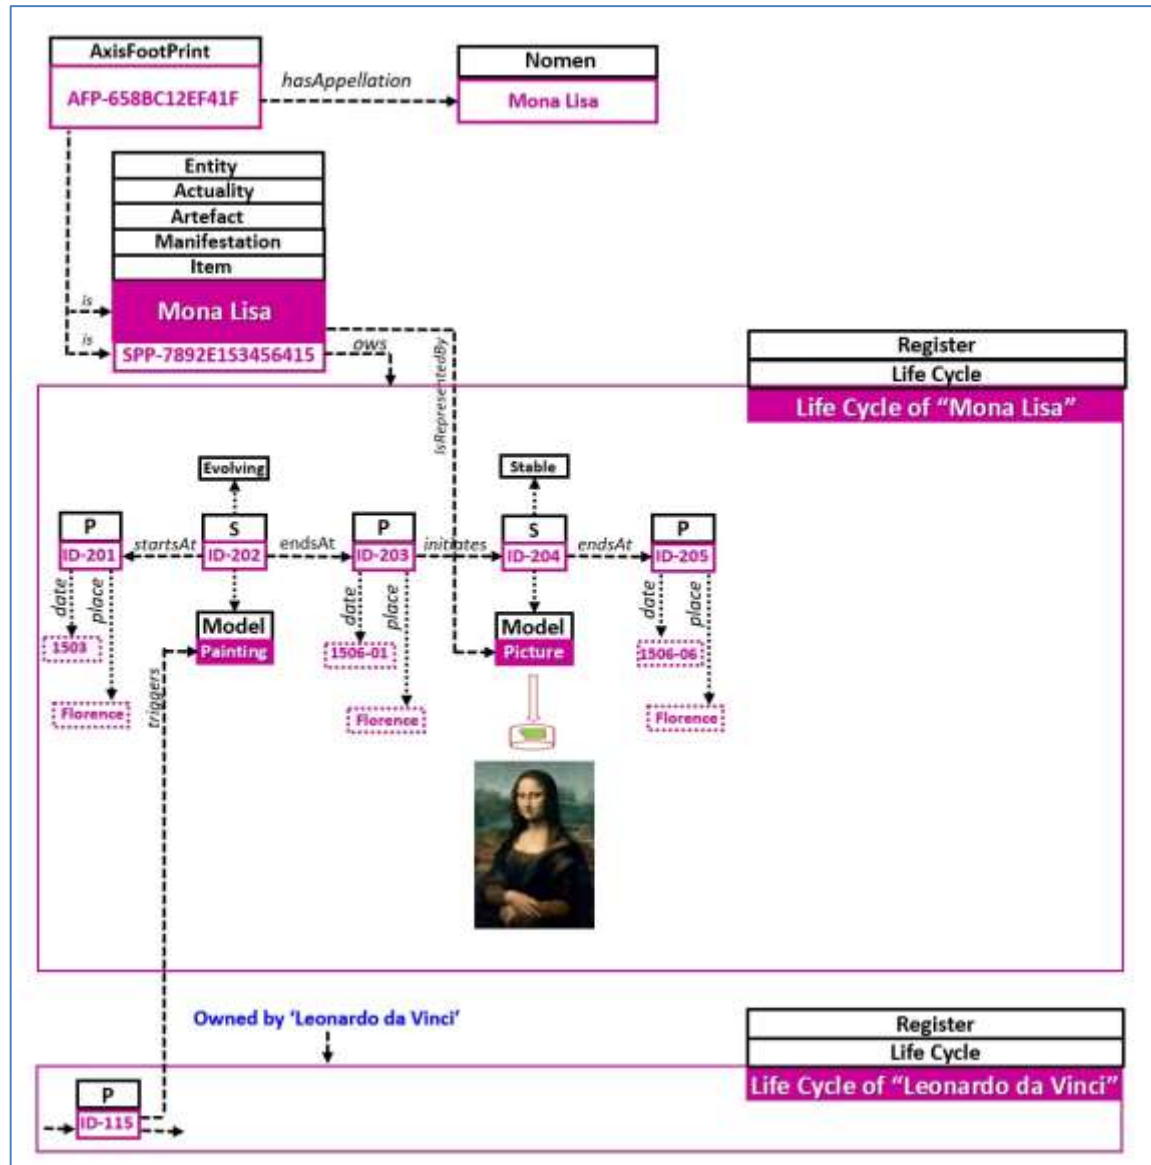 AxisFootPrint
AFP-658BC12EF41F
hasAppellation
Nomen
Mona Lisa
Entity
Actuality
Artefact
Manifestation
Item
is
Mona Lisa
is
SPP-7892E153456415
ows
IsRepresentedBy
Register
Life Cycle
Life Cycle of “Mona Lisa”
Evolving
Stable
P
S
P
S
P
ID-201
startsAt
ID-202
endsAt
ID-203
initiates
ID-204
endsAt
ID-205
date
place
date
place
date
place
Model
Painting
Model
Picture
1503
1506-01
1506-06
Florence
Florence
Florence
triggers
Owned by ‘Leonardo da Vinci’
Register
Life Cycle
Life Cycle of “Leonardo da Vinci”
P
ID-115